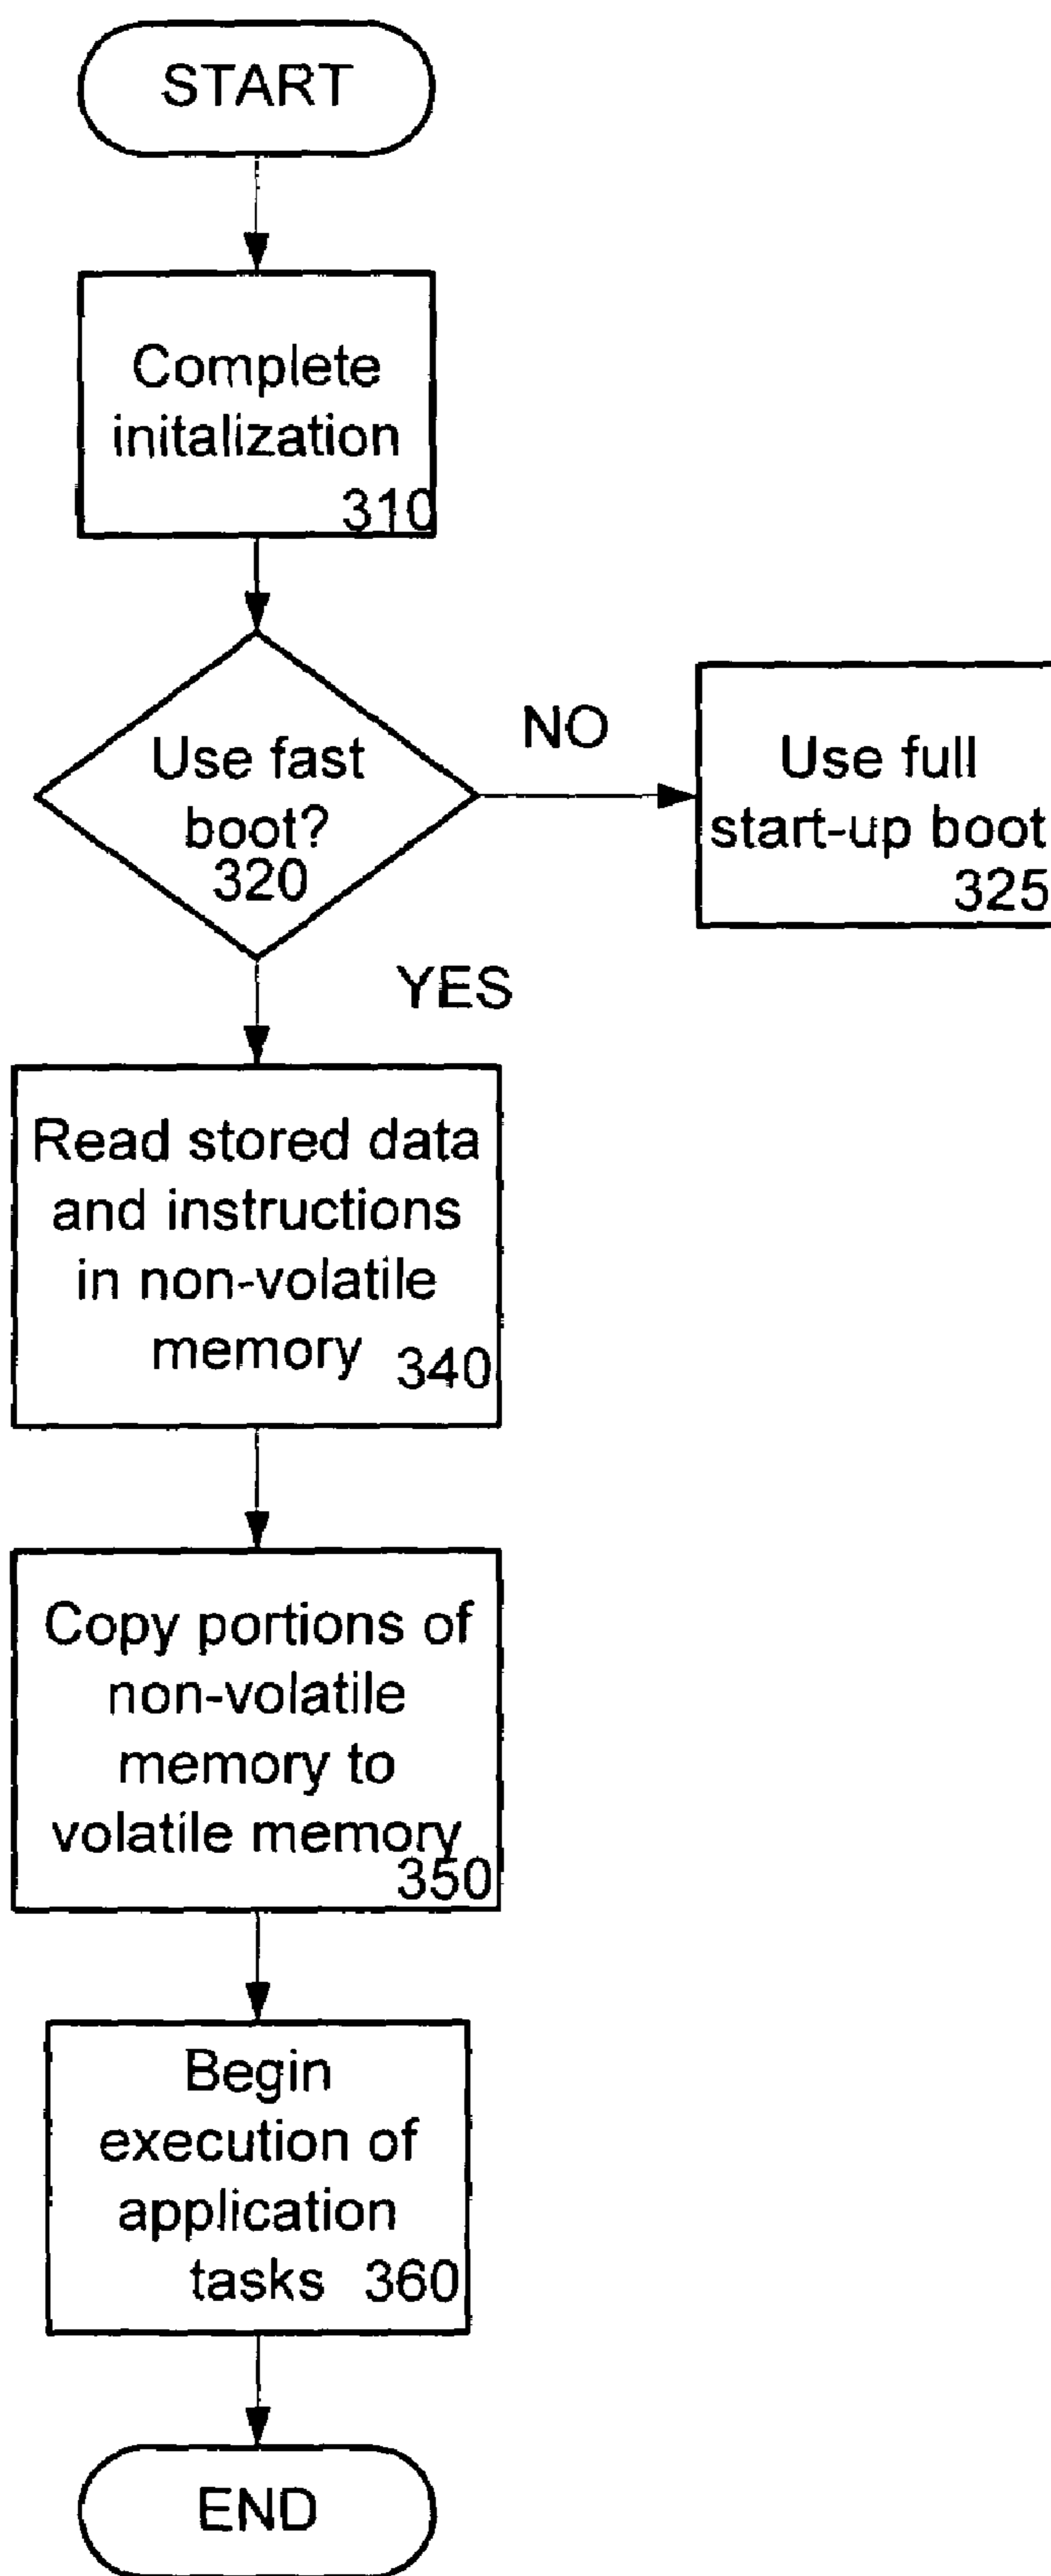 START
Complete
initalization
310
Use fast
boot?
320
NO
Use full
start-up boot
325
YES
Read stored data
and instructions
in non-volatile
memory 340
Copy portions of
non-volatile
memory to
volatile memory
350
Begin
execution of
application
tasks 360
END